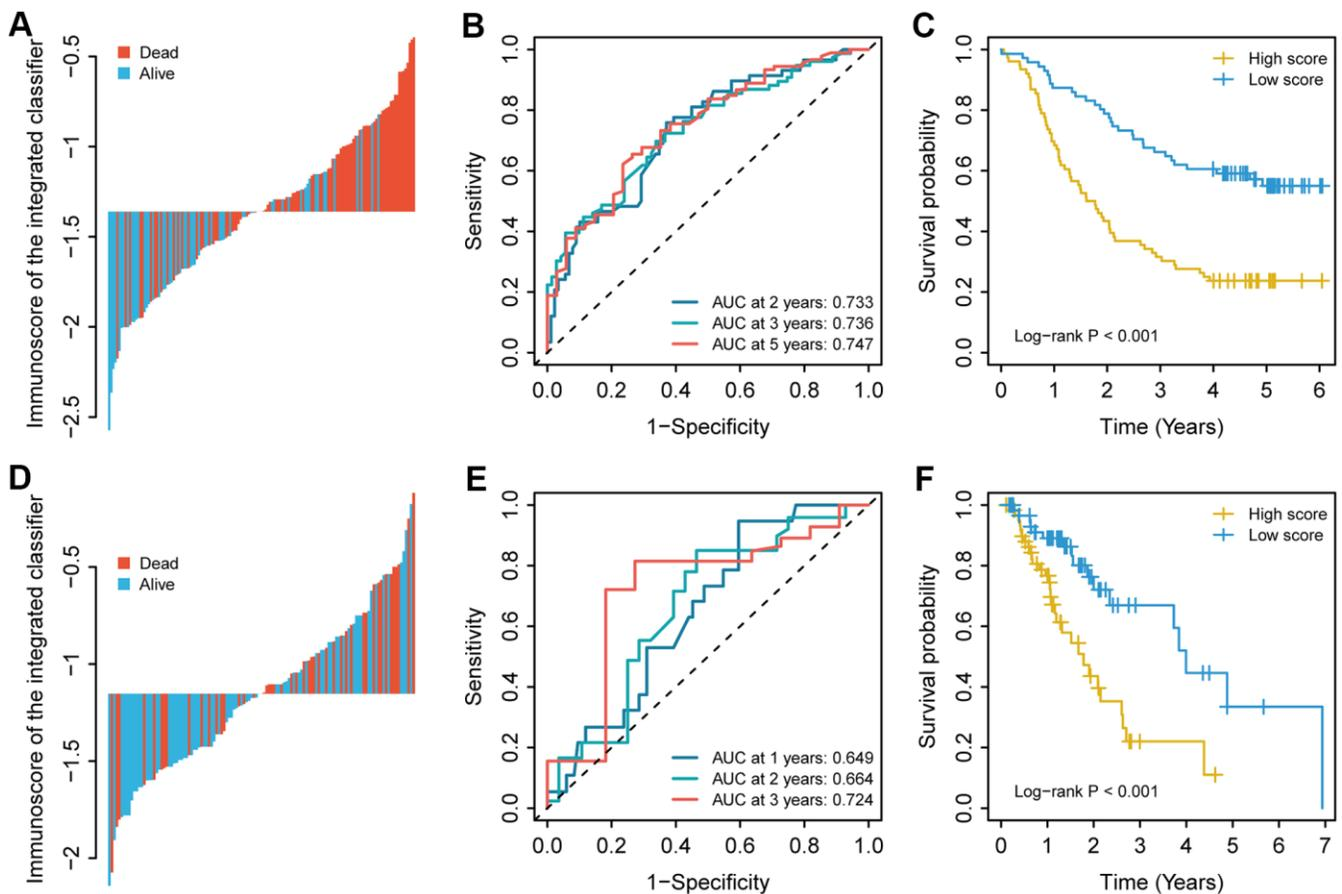 A
Immunoscore of the integrated classifier
−0.5
−1
−1.5
−2
−2.5
Dead
Alive
B
Sensitivity
1.0
0.8
0.6
0.4
0.2
0.0
AUC at 2 years: 0.733
AUC at 3 years: 0.736
AUC at 5 years: 0.747
0.0 0.2 0.4 0.6 0.8 1.0
1−Specificity
C
Survival probability
1.0
0.8
0.6
0.4
0.2
0.0
High score
Low score
Log−rank P < 0.001
0 1 2 3 4 5 6
Time (Years)
D
Immunoscore of the integrated classifier
−0.5
−1
−1.5
−2
Dead
Alive
E
Sensitivity
1.0
0.8
0.6
0.4
0.2
0.0
AUC at 1 years: 0.649
AUC at 2 years: 0.664
AUC at 3 years: 0.724
0.0 0.2 0.4 0.6 0.8 1.0
1−Specificity
F
Survival probability
1.0
0.8
0.6
0.4
0.2
0.0
High score
Low score
Log−rank P < 0.001
0 1 2 3 4 5 6 7
Time (Years)